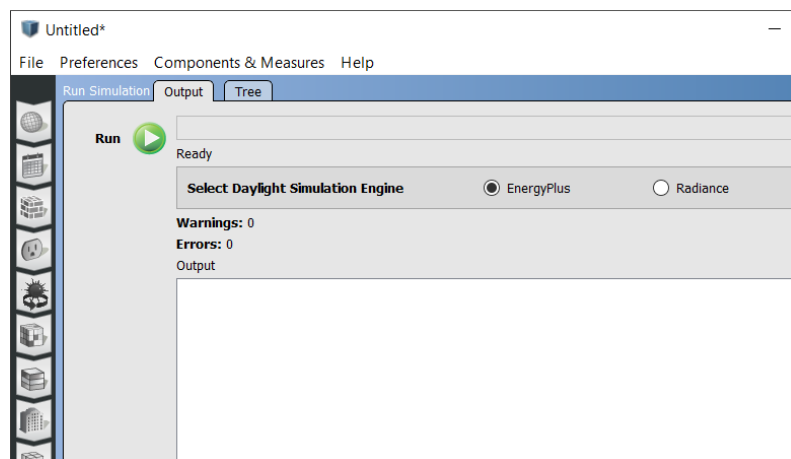 Untitled*
File Preferences Components & Measures Help
Run Simulation Output Tree
Run
Ready
Select Daylight Simulation Engine EnergyPlus Radiance
Warnings: 0
Errors: 0
Output